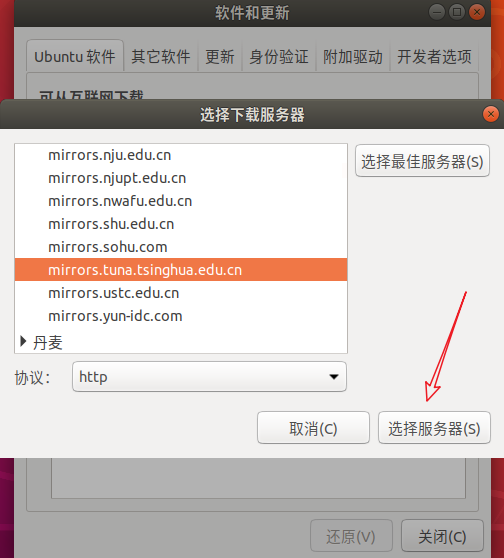 软件和更新
Ubuntu 软件 其它软件 更新 身份验证 附加驱动 开发者选项
可从互联网下载
选择下载服务器
mirrors.nju.edu.cn
选择最佳服务器(S)
mirrors.njupt.edu.cn
mirrors.nwafu.edu.cn
mirrors.shu.edu.cn
mirrors.sohu.com
mirrors.tuna.tsinghua.edu.cn
mirrors.ustc.edu.cn
mirrors.yun-idc.com
丹麦
协议： http
取消(C) 选择服务器(S)
还原(V) 关闭(C)